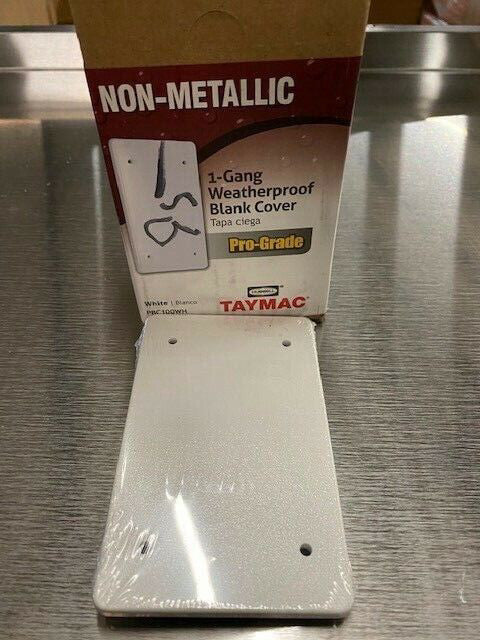 NON-METALLIC
1-Gang
Weatherproof
Blank Cover
Tapa ciega
Pro-Grade
White | Blanco
PBC100WH
TAYMAC